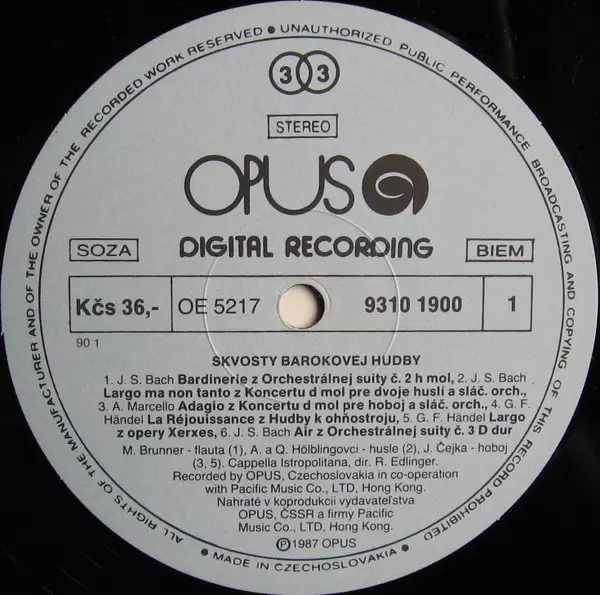 ALL RIGHTS OF THE MANUFACTURER AND OF THE OWNER OF THE RECORDED WORK RESERVED ● UNAUTHORIZED PUBLIC PERFORMANCE BROADCASTING AND COPYING OF THIS RECORD PROHIBITED
33
STEREO
OPUS
SOZA DIGITAL RECORDING BIEM
Kčs 36,- OE 5217 9310 1900 1
90 1
SKVOSTY BAROKOVEJ HUDBY
1. J. S. Bach Bardinerie z Orchestrálnej suity č. 2 h mol, 2. J. S. Bach
Largo ma non tanto z Koncertu d mol pre dvoje huslí a sláč. orch.,
3. A. Marcello Adagio z Koncertu d mol pre hoboj a sláč. orch., 4. G. F.
Händel La Réjouissance z Hudby k ohňostroju, 5. G. F. Händel Largo
z opery Xerxes, 6. J. S. Bach Air z Orchestrálnej suity č. 3 D dur
M. Brunner - flauta (1), A. a Q. Hölblingovci - husle (2), J. Čejka - hoboj
(3, 5). Cappella Istropolitana, dir. R. Edlinger.
Recorded by OPUS, Czechoslovakia in co-operation
with Pacific Music Co., LTD, Hong Kong.
Nahraté v koprodukcii vydavateľstva
OPUS, ČSSR a firmy Pacific
Music Co., LTD, Hong Kong.
Ⓟ1987 OPUS
● MADE IN CZECHOSLOVAKIA ●